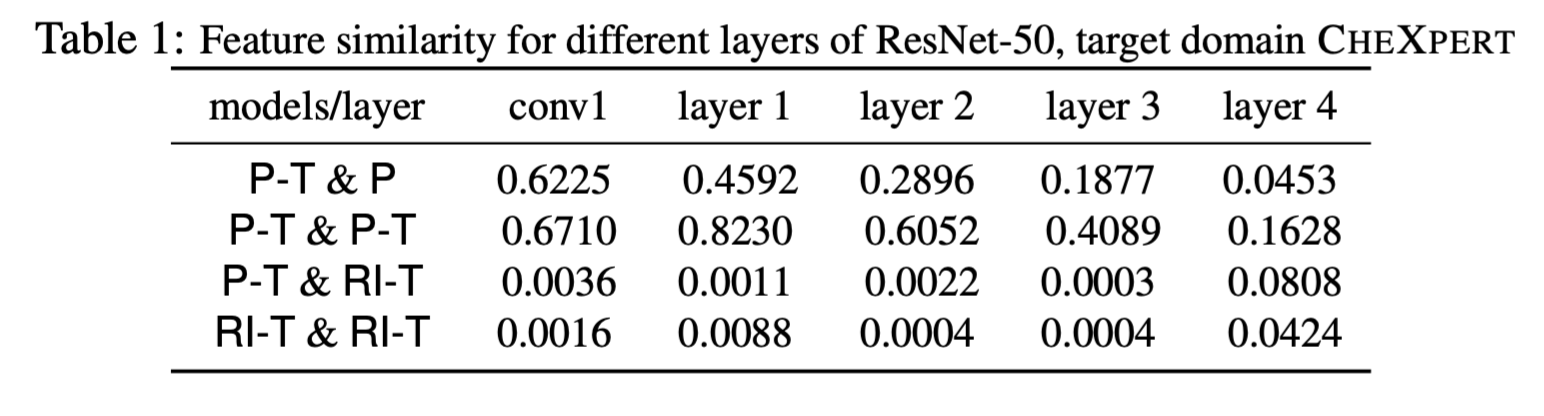 Table 1: Feature similarity for different layers of ResNet-50, target domain CHEXPERT
models/layer conv1 layer 1 layer 2 layer 3 layer 4
P-T & P 0.6225 0.4592 0.2896 0.1877 0.0453
P-T & P-T 0.6710 0.8230 0.6052 0.4089 0.1628
P-T & RI-T 0.0036 0.0011 0.0022 0.0003 0.0808
RI-T & RI-T 0.0016 0.0088 0.0004 0.0004 0.0424